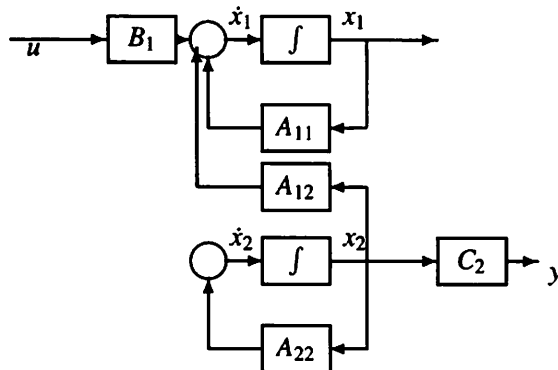 u
B₁
ẋ₁
∫
x₁
A₁₁
A₁₂
ẋ₂
∫
x₂
C₂
y
A₂₂